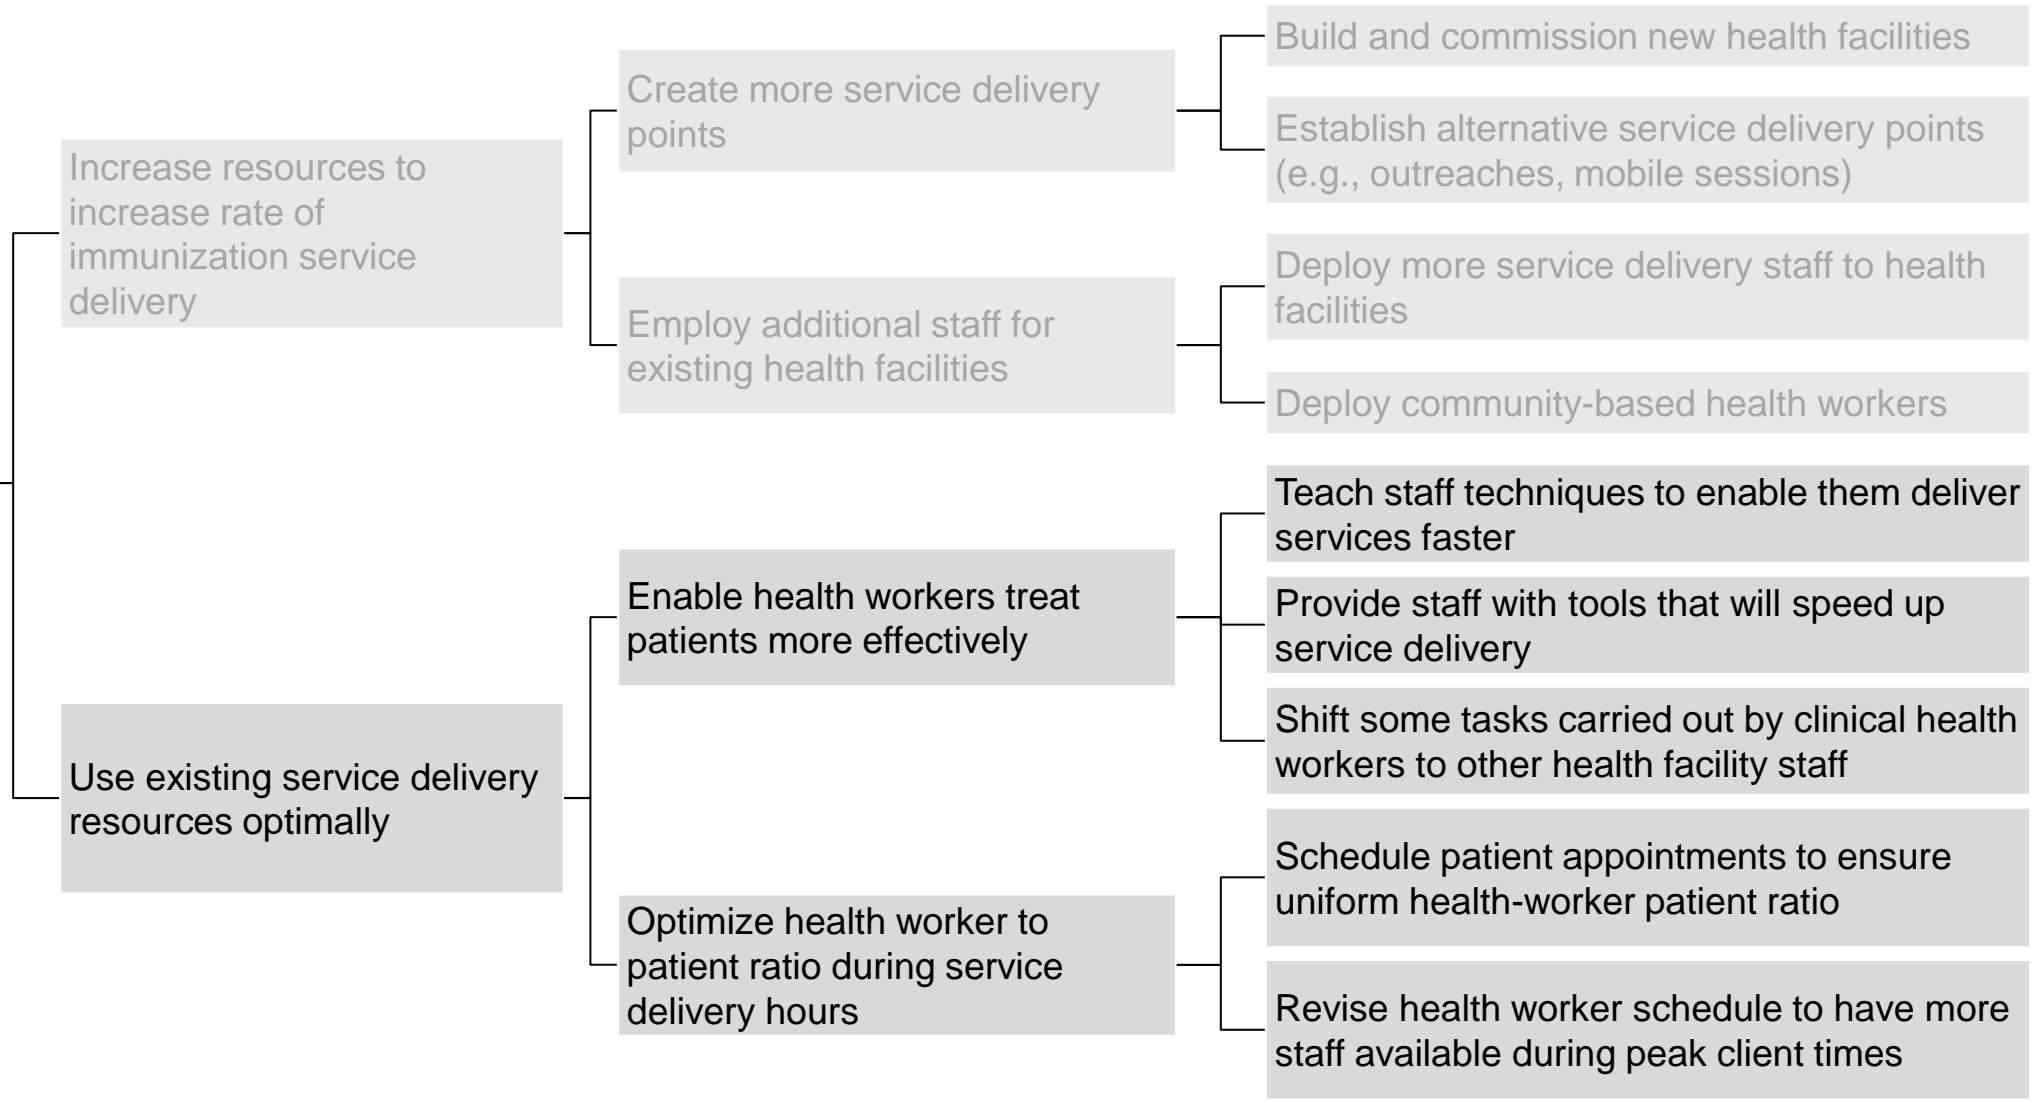 Increase resources to
increase rate of
immunization service
delivery
Create more service delivery
points
Build and commission new health facilities
Establish alternative service delivery points
(e.g., outreaches, mobile sessions)
Employ additional staff for
existing health facilities
Deploy more service delivery staff to health
facilities
Deploy community-based health workers
Use existing service delivery
resources optimally
Enable health workers treat
patients more effectively
Teach staff techniques to enable them deliver
services faster
Provide staff with tools that will speed up
service delivery
Shift some tasks carried out by clinical health
workers to other health facility staff
Optimize health worker to
patient ratio during service
delivery hours
Schedule patient appointments to ensure
uniform health-worker patient ratio
Revise health worker schedule to have more
staff available during peak client times